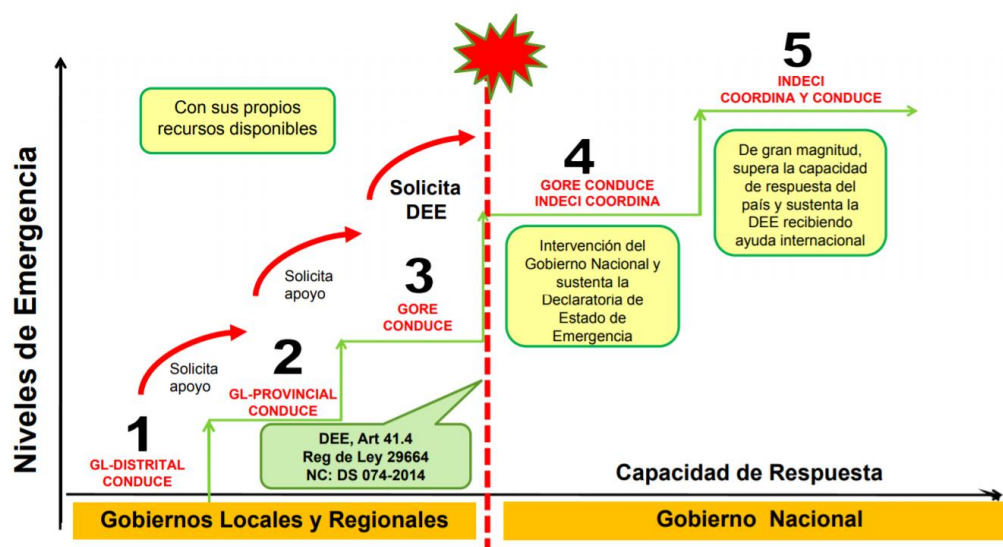 Niveles de Emergencia
Con sus propios
recursos disponibles
1
GL-DISTRITAL
CONDUCE
Solicita
apoyo
2
GL-PROVINCIAL
CONDUCE
Solicita
apoyo
3
GORE
CONDUCE
Solicita
DEE
DEE, Art 41.4
Reg de Ley 29664
NC: DS 074-2014
4
GORE CONDUCE
INDECI COORDINA
Intervención del
Gobierno Nacional y
sustenta la
Declaratoria de
Estado de
Emergencia
5
INDECI
COORDINA Y CONDUCE
De gran magnitud,
supera la capacidad
de respuesta del
país y sustenta la
DEE recibiendo
ayuda internacional
Capacidad de Respuesta
Gobiernos Locales y Regionales
Gobierno Nacional